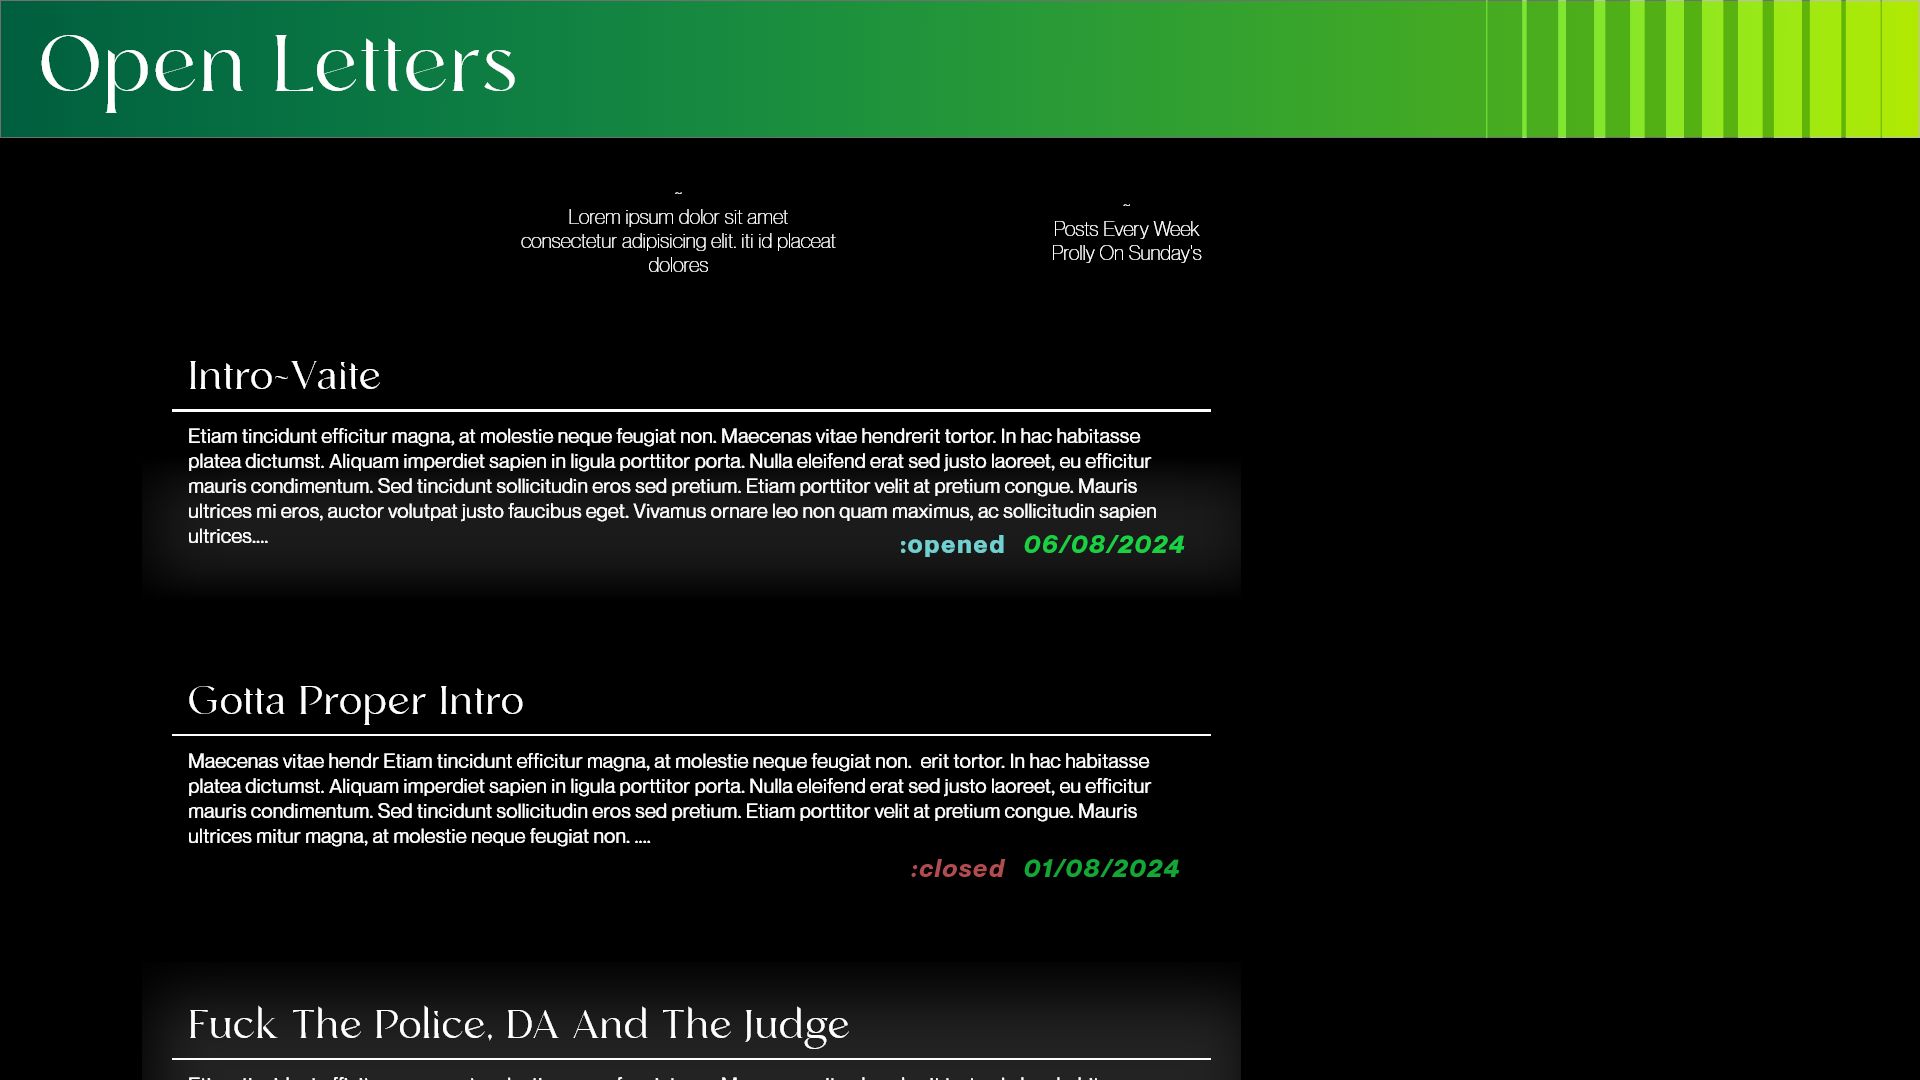 Open Letters
~
Lorem ipsum dolor sit amet
consectetur adipisicing elit. iti id placeat
dolores
~
Posts Every Week
Prolly On Sunday's
Intro~Vaite
Etiam tincidunt efficitur magna, at molestie neque feugiat non. Maecenas vitae hendrerit tortor. In hac habitasse
platea dictumst. Aliquam imperdiet sapien in ligula porttitor porta. Nulla eleifend erat sed justo laoreet, eu efficitur
mauris condimentum. Sed tincidunt sollicitudin eros sed pretium. Etiam porttitor velit at pretium congue. Mauris
ultrices mi eros, auctor volutpat justo faucibus eget. Vivamus ornare leo non quam maximus, ac sollicitudin sapien
ultrices....
:opened 06/08/2024
Gotta Proper Intro
Maecenas vitae hendr Etiam tincidunt efficitur magna, at molestie neque feugiat non.  erit tortor. In hac habitasse
platea dictumst. Aliquam imperdiet sapien in ligula porttitor porta. Nulla eleifend erat sed justo laoreet, eu efficitur
mauris condimentum. Sed tincidunt sollicitudin eros sed pretium. Etiam porttitor velit at pretium congue. Mauris
ultrices mitur magna, at molestie neque feugiat non. ....
:closed 01/08/2024
Fuck The Police, DA And The Judge